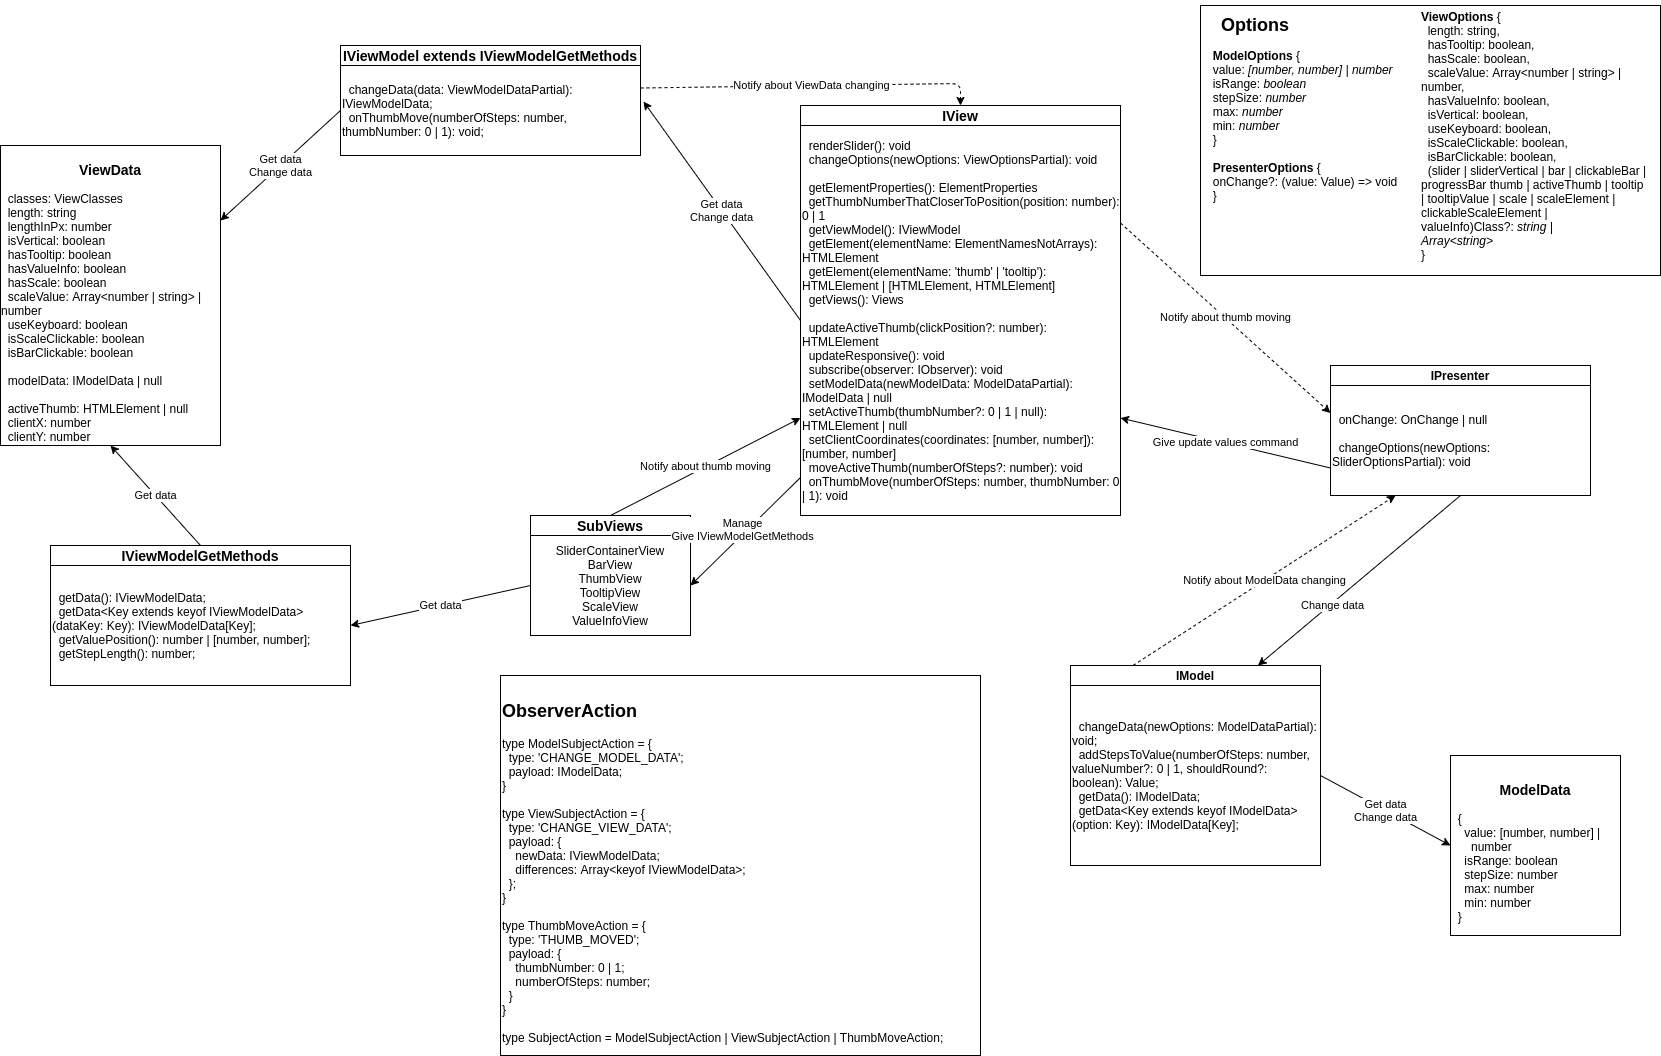 IViewModel extends IViewModelGetMethods
changeData(data: ViewModelDataPartial):
IViewModelData;
onThumbMove(numberOfSteps: number,
thumbNumber: 0 | 1): void;
Notify about ViewData changing
Get data
Change data
ViewData
classes: ViewClasses
length: string
lengthInPx: number
isVertical: boolean
hasTooltip: boolean
hasValueInfo: boolean
hasScale: boolean
scaleValue: Array<number | string> |
number
useKeyboard: boolean
isScaleClickable: boolean
isBarClickable: boolean
modelData: IModelData | null
activeThumb: HTMLElement | null
clientX: number
clientY: number
Get data
IViewModelGetMethods
getData(): IViewModelData;
getData<Key extends keyof IViewModelData>
(dataKey: Key): IViewModelData[Key];
getValuePosition(): number | [number, number];
getStepLength(): number;
Get data
SubViews
SliderContainerView
BarView
ThumbView
TooltipView
ScaleView
ValueInfoView
Notify about thumb moving
Manage
Give IViewModelGetMethods
Get data
Change data
IView
renderSlider(): void
changeOptions(newOptions: ViewOptionsPartial): void
getElementProperties(): ElementProperties
getThumbNumberThatCloserToPosition(position: number):
0 | 1
getViewModel(): IViewModel
getElement(elementName: ElementNamesNotArrays):
HTMLElement
getElement(elementName: 'thumb' | 'tooltip'):
HTMLElement | [HTMLElement, HTMLElement]
getViews(): Views
updateActiveThumb(clickPosition?: number):
HTMLElement
updateResponsive(): void
subscribe(observer: IObserver): void
setModelData(newModelData: ModelDataPartial):
IModelData | null
setActiveThumb(thumbNumber?: 0 | 1 | null):
HTMLElement | null
setClientCoordinates(coordinates: [number, number]):
[number, number]
moveActiveThumb(numberOfSteps?: number): void
onThumbMove(numberOfSteps: number, thumbNumber: 0
| 1): void
Options
ModelOptions {
value: [number, number] | number
isRange: boolean
stepSize: number
max: number
min: number
}
PresenterOptions {
onChange?: (value: Value) => void
}
ViewOptions {
length: string,
hasTooltip: boolean,
hasScale: boolean,
scaleValue: Array<number | string> |
number,
hasValueInfo: boolean,
isVertical: boolean,
useKeyboard: boolean,
isScaleClickable: boolean,
isBarClickable: boolean,
(slider | sliderVertical | bar | clickableBar |
progressBar thumb | activeThumb | tooltip
| tooltipValue | scale | scaleElement |
clickableScaleElement |
valueInfo)Class?: string |
Array<string>
}
Notify about thumb moving
IPresenter
onChange: OnChange | null
changeOptions(newOptions:
SliderOptionsPartial): void
Give update values command
Notify about ModelData changing
Change data
IModel
changeData(newOptions: ModelDataPartial):
void;
addStepsToValue(numberOfSteps: number,
valueNumber?: 0 | 1, shouldRound?:
boolean): Value;
getData(): IModelData;
getData<Key extends keyof IModelData>
(option: Key): IModelData[Key];
Get data
Change data
ModelData
{
value: [number, number] |
number
isRange: boolean
stepSize: number
max: number
min: number
}
ObserverAction
type ModelSubjectAction = {
type: 'CHANGE_MODEL_DATA';
payload: IModelData;
}
type ViewSubjectAction = {
type: 'CHANGE_VIEW_DATA';
payload: {
newData: IViewModelData;
differences: Array<keyof IViewModelData>;
};
}
type ThumbMoveAction = {
type: 'THUMB_MOVED';
payload: {
thumbNumber: 0 | 1;
numberOfSteps: number;
}
}
type SubjectAction = ModelSubjectAction | ViewSubjectAction | ThumbMoveAction;